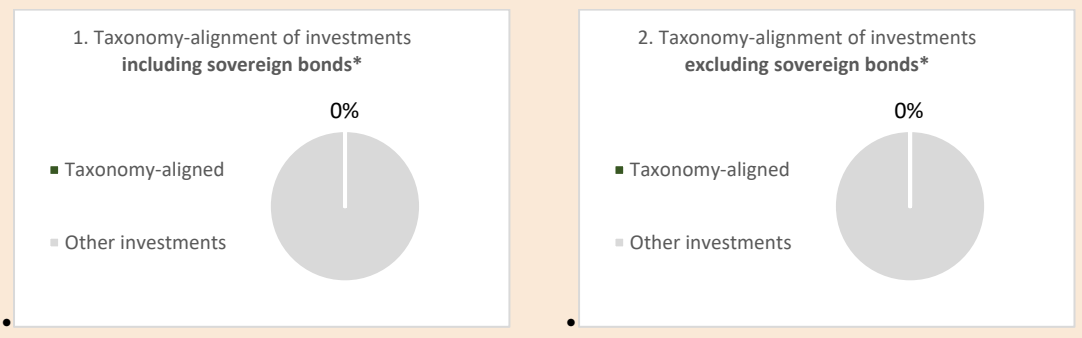 1. Taxonomy-alignment of investments
including sovereign bonds*
0%
Taxonomy-aligned
Other investments
2. Taxonomy-alignment of investments
excluding sovereign bonds*
0%
Taxonomy-aligned
Other investments